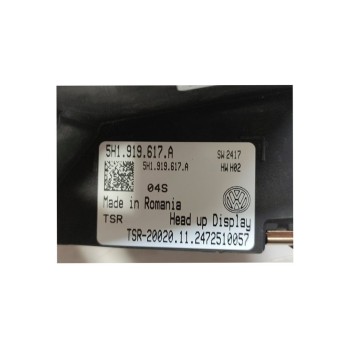 5H1.919.617.A SW 2417
5H1.919.617.A HW H02
04S
Made in Romania
TSR Head up Display
TSR-20020.11.2472510057